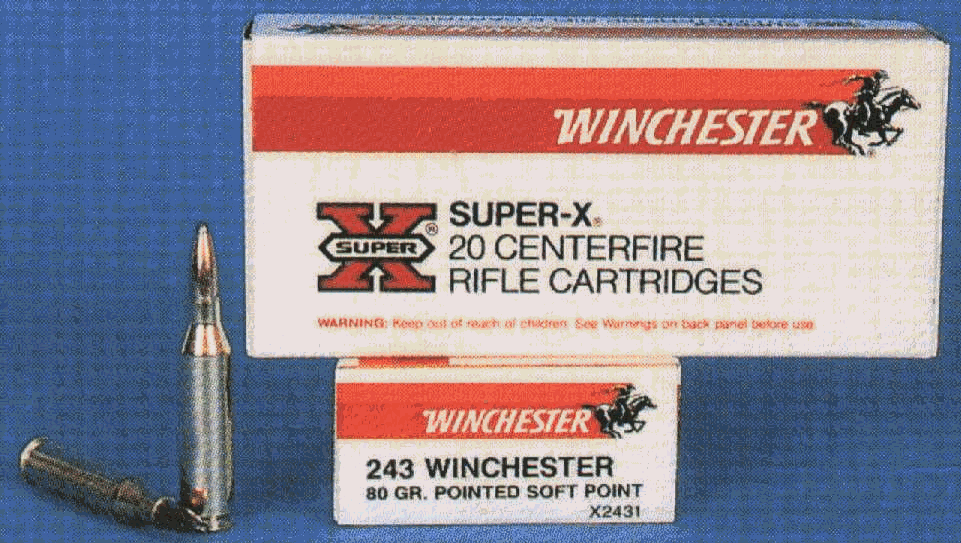 WINCHESTER
®
SUPER ®
SUPER-X®
20 CENTERFIRE
RIFLE CARTRIDGES
WARNING: Keep out of reach of children. See Warnings on back panel before use.
WINCHESTER
243 WINCHESTER
80 GR. POINTED SOFT POINT
X2431